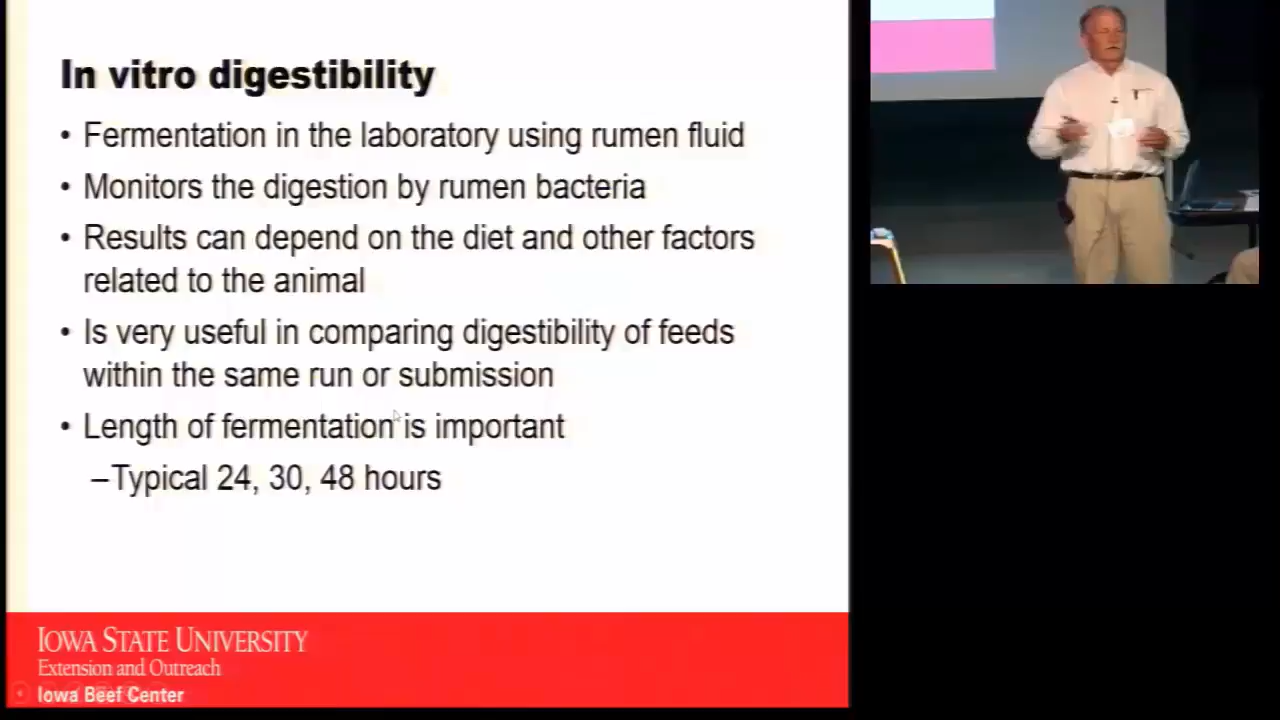 In vitro digestibility
• Fermentation in the laboratory using rumen fluid
• Monitors the digestion by rumen bacteria
• Results can depend on the diet and other factors
related to the animal
• Is very useful in comparing digestibility of feeds
within the same run or submission
• Length of fermentation is important
–Typical 24, 30, 48 hours
IOWA STATE UNIVERSITY
Extension and Outreach
Iowa Beef Center